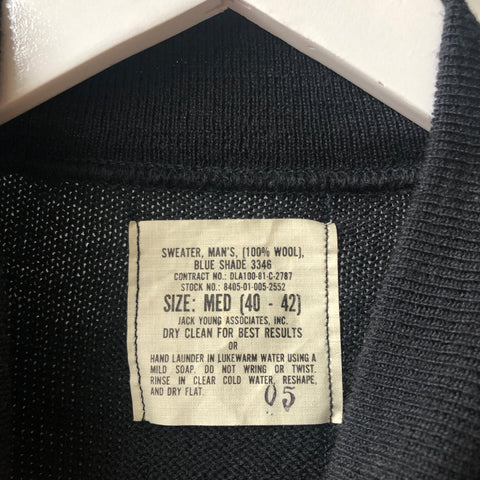 SWEATER, MAN'S, (100% WOOL),
BLUE SHADE 3346
CONTRACT NO.: DLA100-81-C-2787
STOCK NO.: 8405-01-005-2552
SIZE: MED (40 - 42)
JACK YOUNG ASSOCIATES, INC.
DRY CLEAN FOR BEST RESULTS
OR
HAND LAUNDER IN LUKEWARM WATER USING A
MILD SOAP. DO NOT WRING OR TWIST.
RINSE IN CLEAR COLD WATER, RESHAPE,
AND DRY FLAT.
05